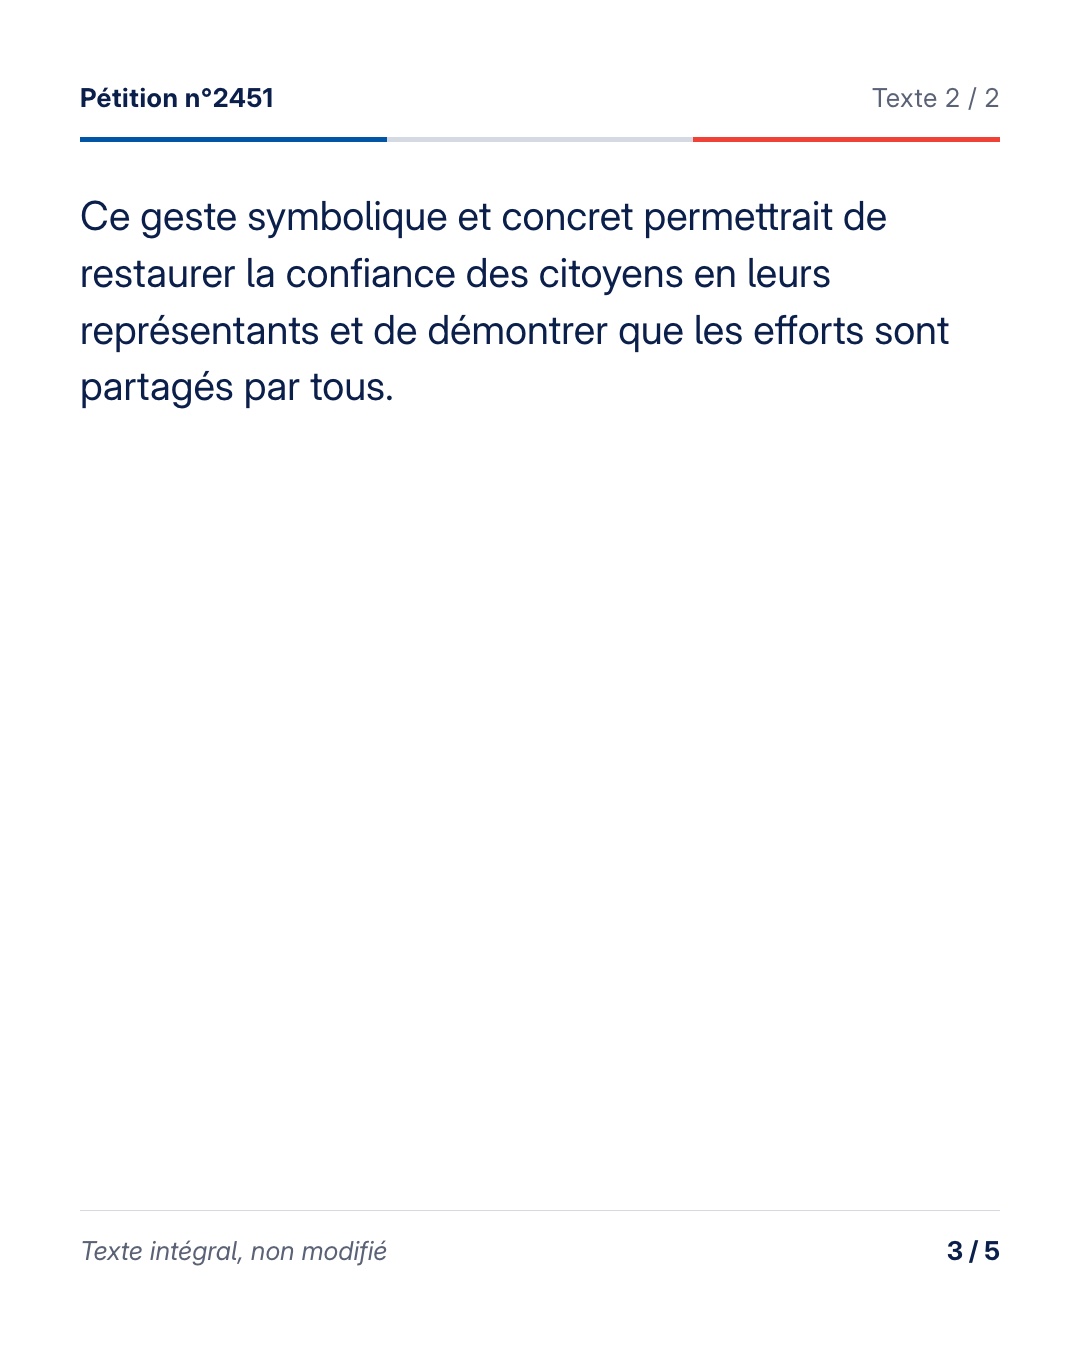 Pétition n°2451
Texte 2 / 2
Ce geste symbolique et concret permettrait de
restaurer la confiance des citoyens en leurs
représentants et de démontrer que les efforts sont
partagés par tous.
Texte intégral, non modifié
3 / 5